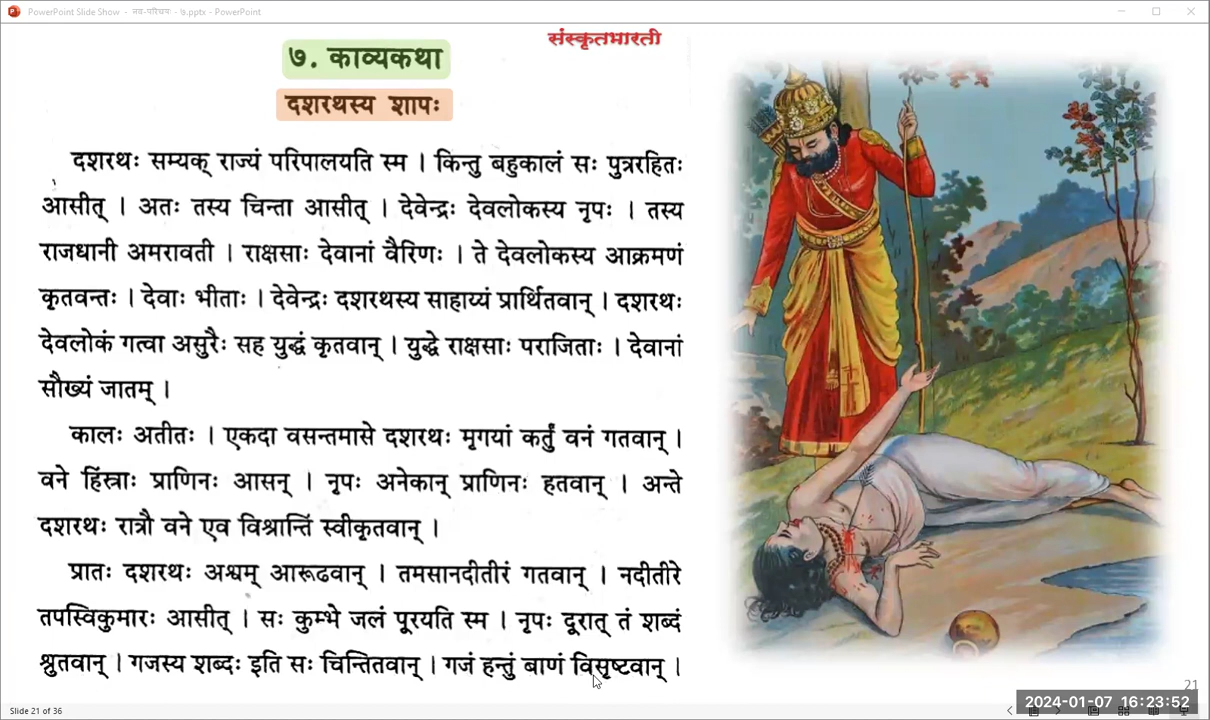 PowerPoint Slide Show - नव-परिचयः - ७.pptx - PowerPoint
संस्कृतभारती
७. काव्यकथा
दशरथस्य शापः
दशरथः सम्यक् राज्यं परिपालयति स्म । किन्तु बहुकालं सः पुत्ररहितः
आसीत् । अतः तस्य चिन्ता आसीत् । देवेन्द्रः देवलोकस्य नृपः । तस्य
राजधानी अमरावती । राक्षसाः देवानां वैरिणः । ते देवलोकस्य आक्रमणं
कृतवन्तः । देवाः भीताः । देवेन्द्रः दशरथस्य साहाय्यं प्रार्थितवान् । दशरथः
देवलोकं गत्वा असुरैः सह युद्धं कृतवान् । युद्धे राक्षसाः पराजिताः । देवानां
सौख्यं जातम् ।
कालः अतीतः । एकदा वसन्तमासे दशरथः मृगयां कर्तुं वनं गतवान् ।
वने हिंस्त्राः प्राणिनः आसन् । नृपः अनेकान् प्राणिनः हतवान् । अन्ते
दशरथः रात्रौ वने एव विश्रान्तिं स्वीकृतवान् ।
प्रातः दशरथः अश्वम् आरूढवान् । तमसानदीतीरं गतवान् । नदीतीरे
तपस्विकुमारः आसीत् । सः कुम्भे जलं पूरयति स्म । नृपः दूरात् तं शब्दं
श्रुतवान् । गजस्य शब्दः इति सः चिन्तितवान् । गजं हन्तुं बाणं विसृष्टवान् ।
21
2024-01-07 16:23:52
Slide 21 of 36